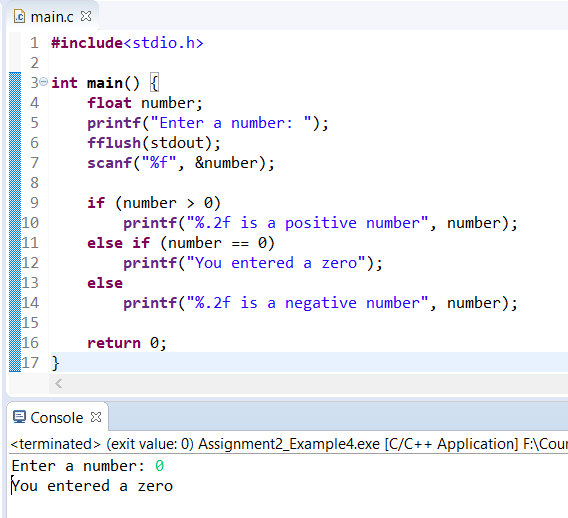 main.c
1 #include<stdio.h>
2
3 int main() {
4     float number;
5     printf("Enter a number: ");
6     fflush(stdout);
7     scanf("%f", &number);
8
9     if (number > 0)
10         printf("%.2f is a positive number", number);
11     else if (number == 0)
12         printf("You entered a zero");
13     else
14         printf("%.2f is a negative number", number);
15
16     return 0;
17 }
Console
<terminated> (exit value: 0) Assignment2_Example4.exe [C/C++ Application] F:\Cour
Enter a number: 0
You entered a zero